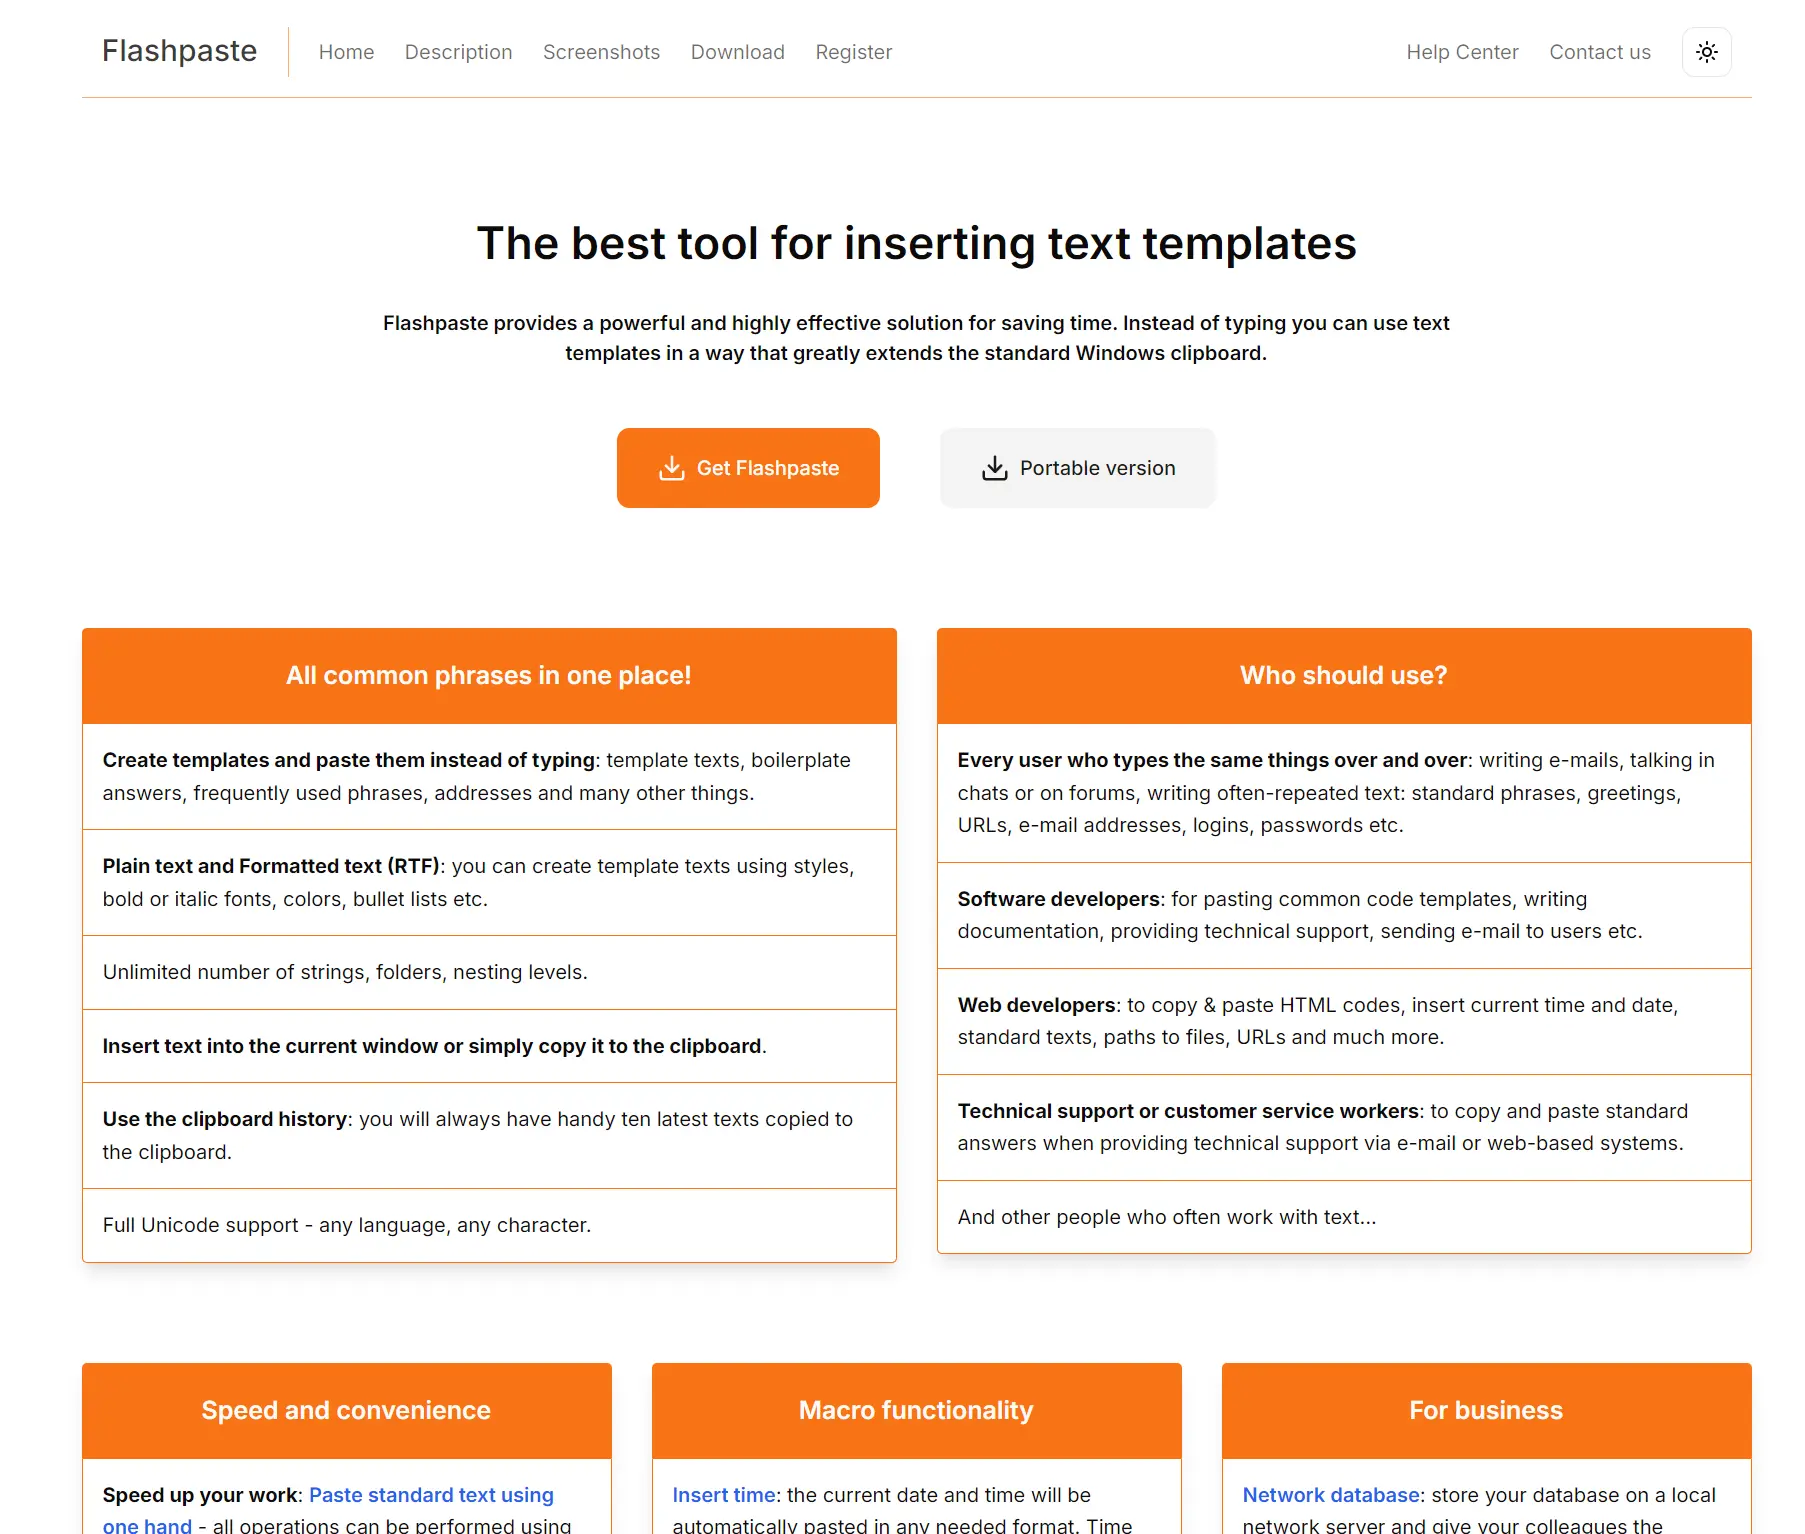 Flashpaste
Home Description Screenshots Download Register
Help Center Contact us
The best tool for inserting text templates
Flashpaste provides a powerful and highly effective solution for saving time. Instead of typing you can use text
templates in a way that greatly extends the standard Windows clipboard.
Get Flashpaste
Portable version
All common phrases in one place!
Create templates and paste them instead of typing: template texts, boilerplate
answers, frequently used phrases, addresses and many other things.
Plain text and Formatted text (RTF): you can create template texts using styles,
bold or italic fonts, colors, bullet lists etc.
Unlimited number of strings, folders, nesting levels.
Insert text into the current window or simply copy it to the clipboard.
Use the clipboard history: you will always have handy ten latest texts copied to
the clipboard.
Full Unicode support - any language, any character.
Who should use?
Every user who types the same things over and over: writing e-mails, talking in
chats or on forums, writing often-repeated text: standard phrases, greetings,
URLs, e-mail addresses, logins, passwords etc.
Software developers: for pasting common code templates, writing
documentation, providing technical support, sending e-mail to users etc.
Web developers: to copy & paste HTML codes, insert current time and date,
standard texts, paths to files, URLs and much more.
Technical support or customer service workers: to copy and paste standard
answers when providing technical support via e-mail or web-based systems.
And other people who often work with text...
Speed and convenience
Speed up your work: Paste standard text using
one hand - all operations can be performed using
Macro functionality
Insert time: the current date and time will be
automatically pasted in any needed format. Time
For business
Network database: store your database on a local
network server and give your colleagues the